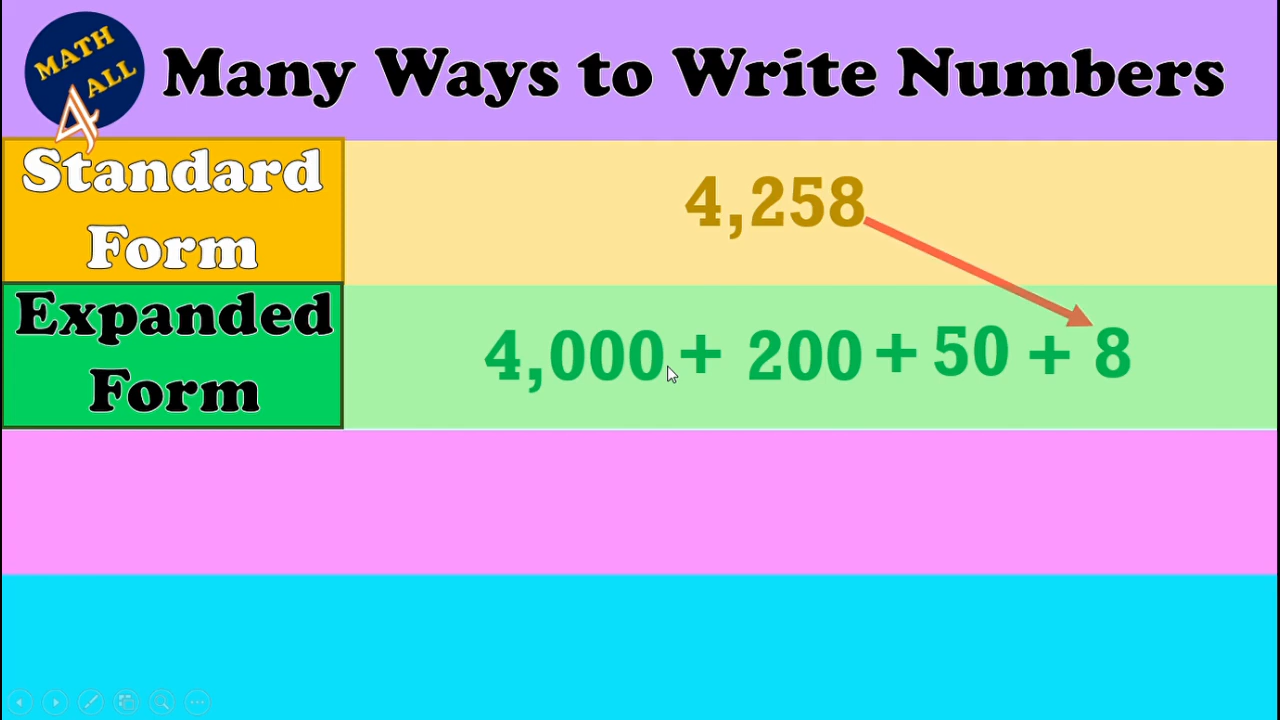 MATH
4 ALL
Many Ways to Write Numbers
Standard
Form
4,258
Expanded
Form
4,000 + 200 + 50 + 8